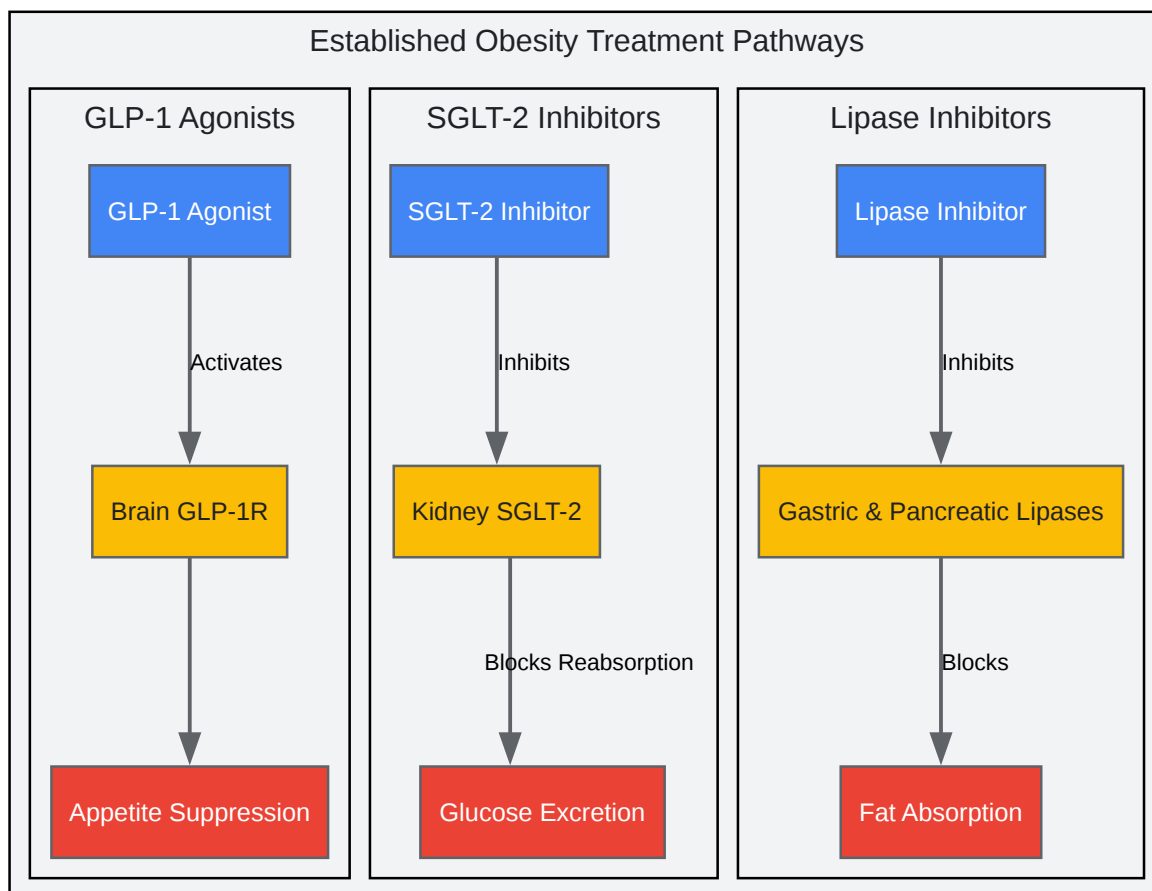 Established Obesity Treatment Pathways
GLP-1 Agonists
GLP-1 Agonist
Activates
Brain GLP-1R
Appetite Suppression
SGLT-2 Inhibitors
SGLT-2 Inhibitor
Inhibits
Kidney SGLT-2
Blocks Reabsorption
Glucose Excretion
Lipase Inhibitors
Lipase Inhibitor
Inhibits
Gastric & Pancreatic Lipases
Blocks
Fat Absorption